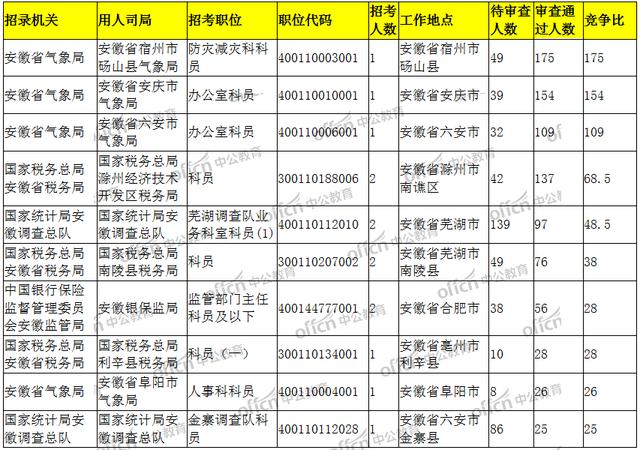 招录机关 用人司局 招考职位 职位代码 招考人数 工作地点 待审查人数 审查通过人数 竞争比
安徽省气象局 安徽省宿州市砀山县气象局 防灾减灾科科员 400110003001 1 安徽省宿州市砀山县 49 175 175
安徽省气象局 安徽省安庆市气象局 办公室科员 400110010001 1 安徽省安庆市 39 154 154
安徽省气象局 安徽省六安市气象局 办公室科员 400110006001 1 安徽省六安市 32 109 109
国家税务总局安徽省税务局 国家税务总局滁州经济技术开发区税务局 科员 300110188006 2 安徽省滁州市南谯区 42 137 68.5
国家统计局安徽调查总队 国家统计局安徽调查总队 芜湖调查队业务科室科员(1) 400110112010 2 安徽省芜湖市 139 97 48.5
国家税务总局安徽省税务局 国家税务总局南陵县税务局 科员 300110207002 2 安徽省芜湖市南陵县 49 76 38
中国银行保险监督管理委员会安徽监管局 安徽银保监局 监管部门主任科员及以下 400144777001 2 安徽省合肥市 38 56 28
国家税务总局安徽省税务局 国家税务总局利辛县税务局 科员（一） 300110134001 1 安徽省亳州市利辛县 10 28 28
安徽省气象局 安徽省阜阳市气象局 人事科科员 400110004001 1 安徽省阜阳市 8 26 26
国家统计局安徽调查总队 国家统计局安徽调查总队 金寨调查队科员 400110112028 1 安徽省六安市金寨县 86 25 25
offcn中公教育